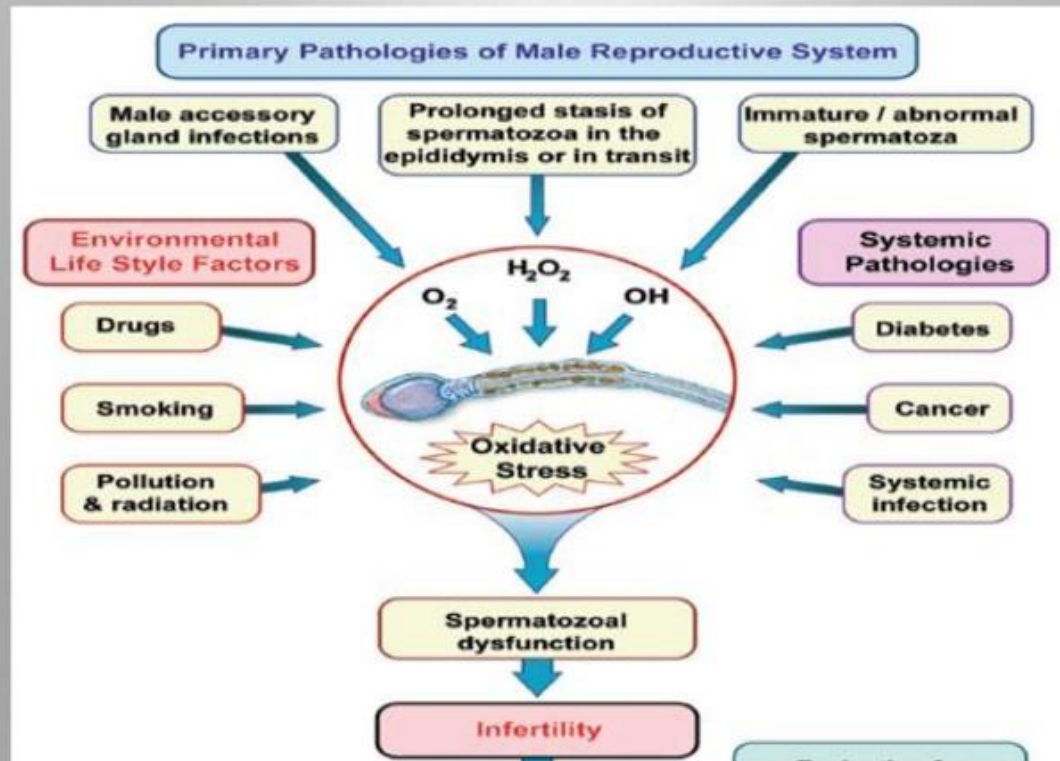 Primary Pathologies of Male Reproductive System
Male accessory
gland infections
Prolonged stasis of
spermatozoa in the
epididymis or in transit
Immature / abnormal
spermatoza
Environmental
Life Style Factors
Systemic
Pathologies
H₂O₂
O₂
OH
Drugs
Diabetes
Smoking
Cancer
Oxidative
Stress
Pollution
& radiation
Systemic
infection
Spermatozoal
dysfunction
Infertility